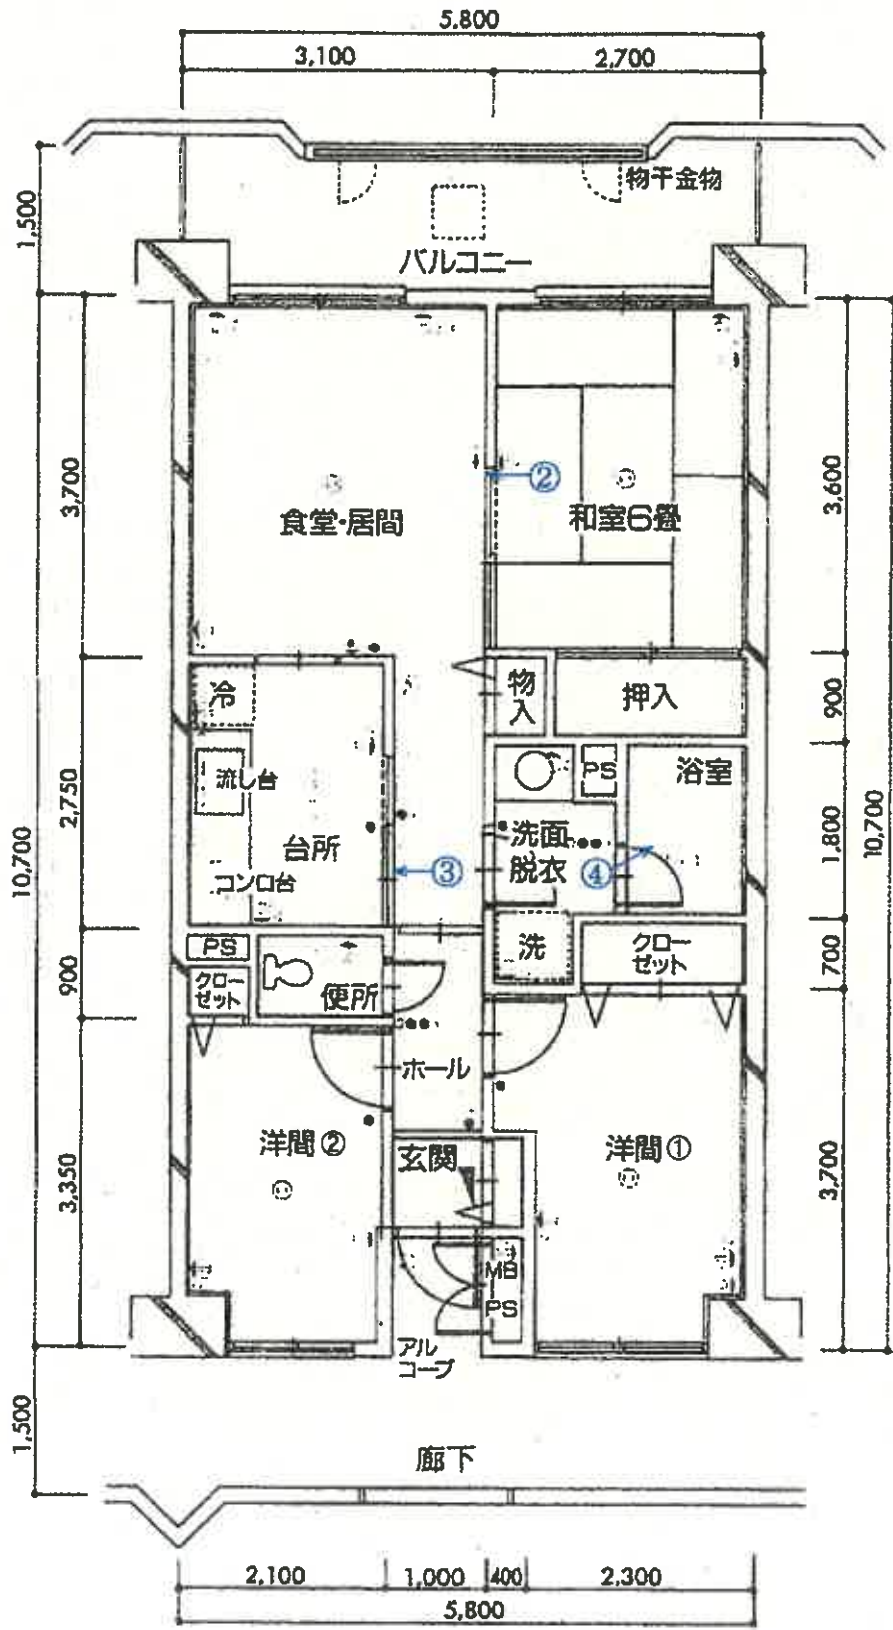 5.800
3,100
2,700
1,500
物干金物
バルコニー
3,700
食堂・居間
②
和室6畳
3,600
冷
物入
押入
900
流し台
台所
コンロ台
③
洗面
脱衣
④
PS
浴室
1,800
2,750
10,700
10,700
PS
クローゼット
便所
洗
クローゼット
700
900
ホール
洋間②
玄関
洋間①
3,350
3,700
MB
PS
アルコーブ
1,500
廊下
2,100
1,000
400
2,300
5,800